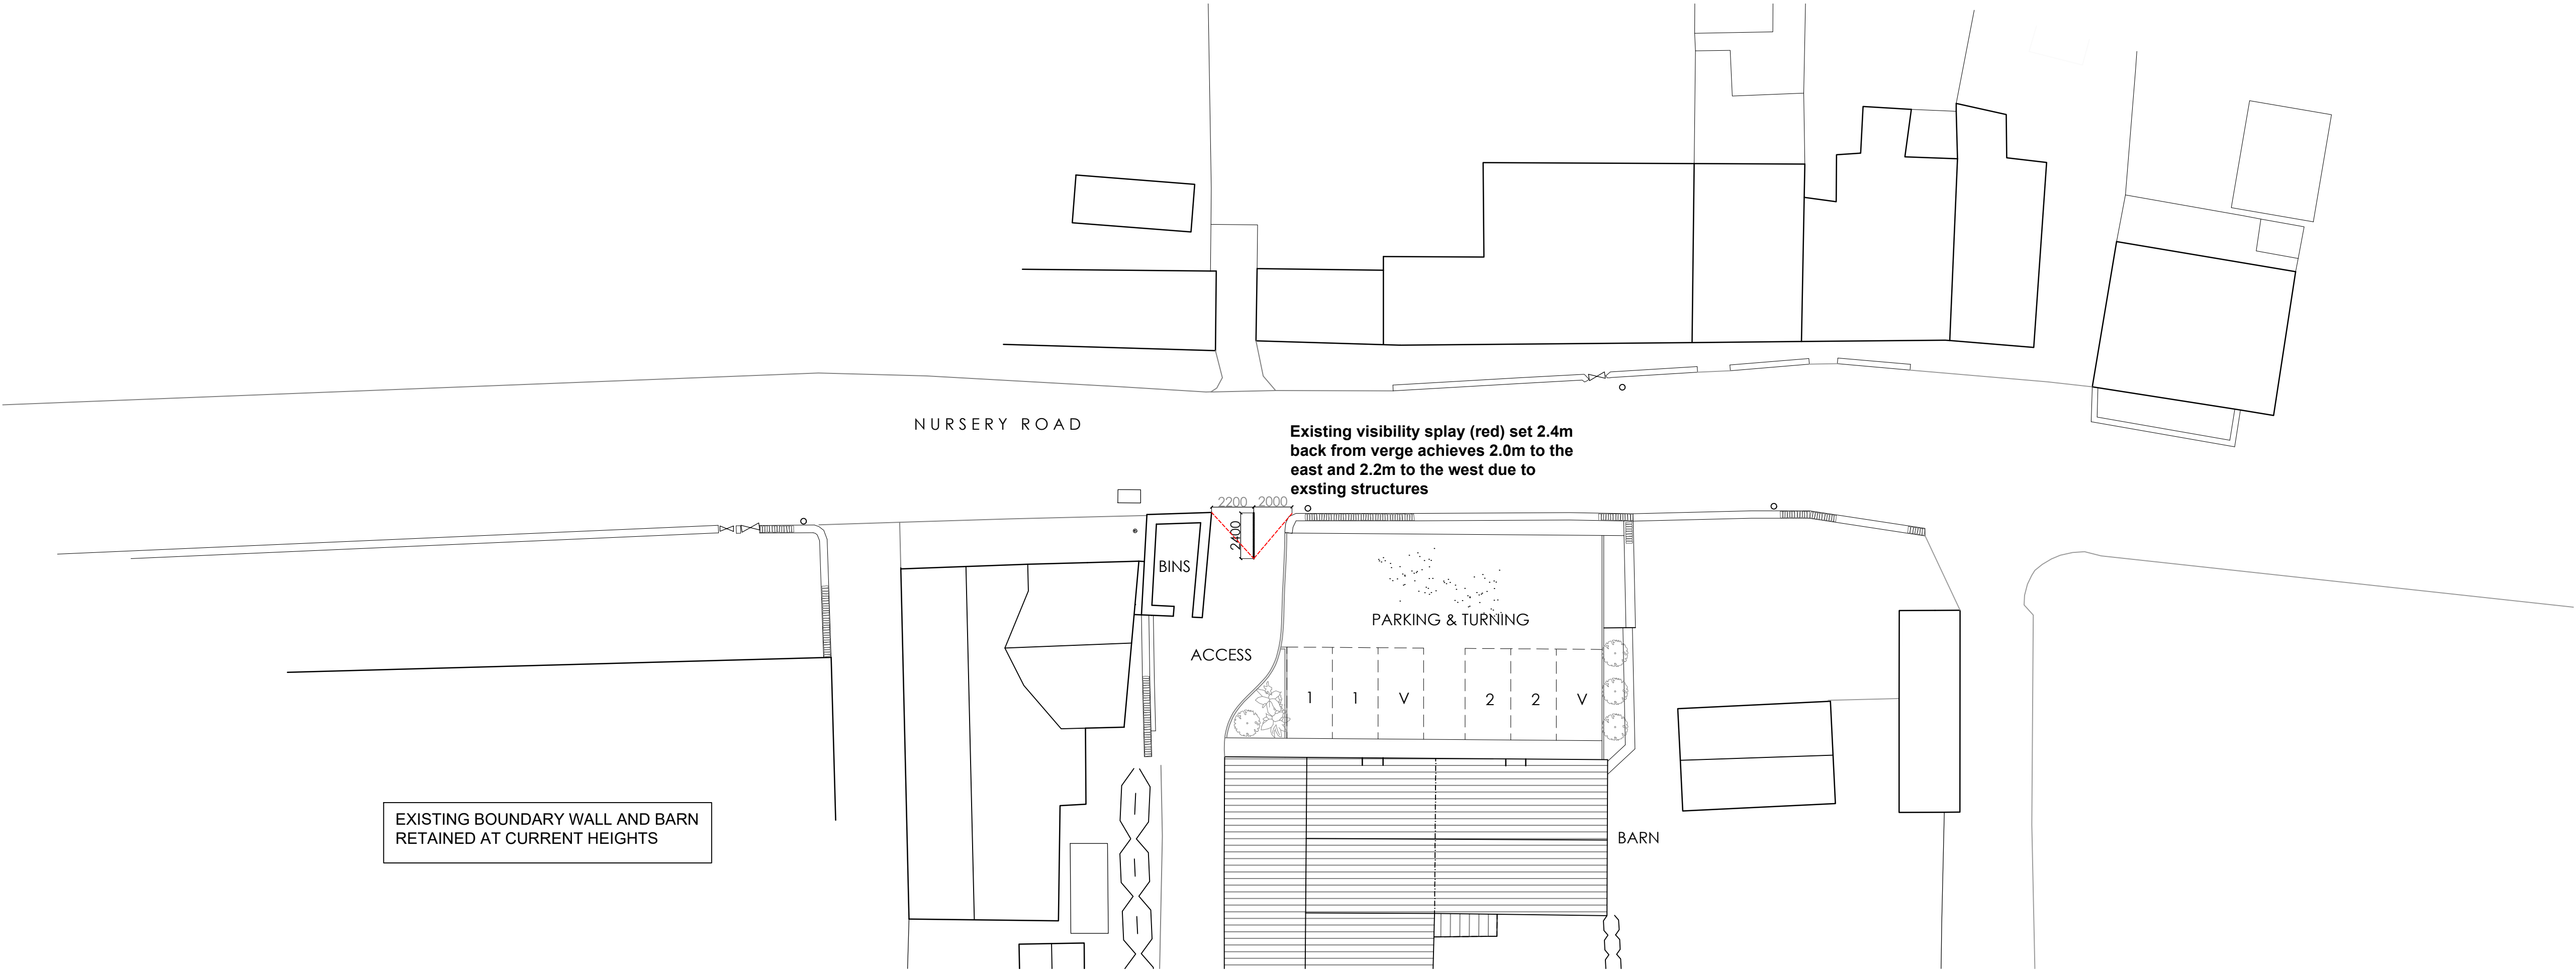 NURSERY ROAD
Existing visibility splay (red) set 2.4m
back from verge achieves 2.0m to the
east and 2.2m to the west due to
exsting structures
2200 2000
2400
BINS
PARKING & TURNING
ACCESS
1 1 V 2 2 V
EXISTING BOUNDARY WALL AND BARN
RETAINED AT CURRENT HEIGHTS
BARN